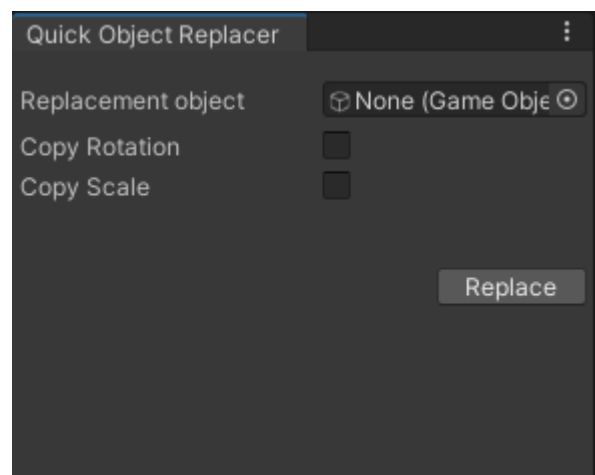 Quick Object Replacer
Replacement object None (Game Obje
Copy Rotation
Copy Scale
Replace